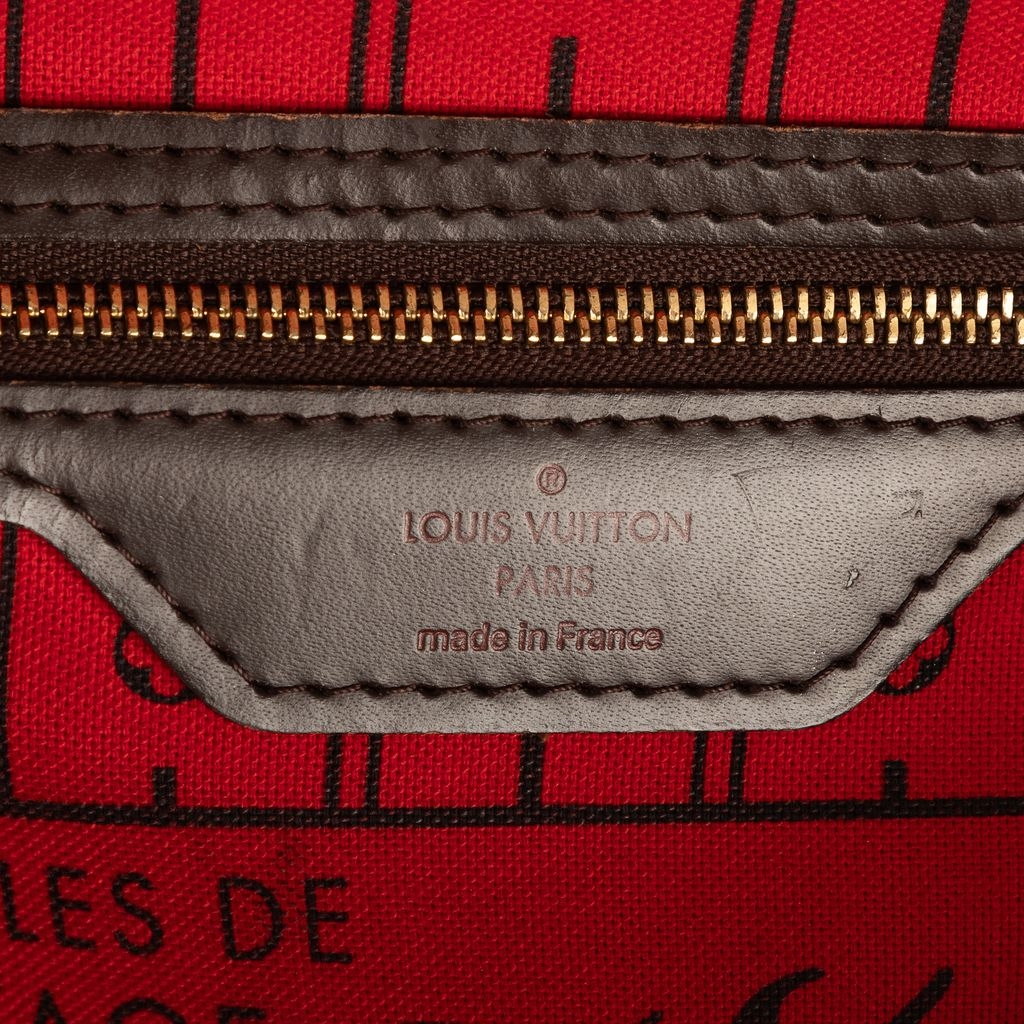 ®
LOUIS VUITTON
PARIS
made in France
LES DE